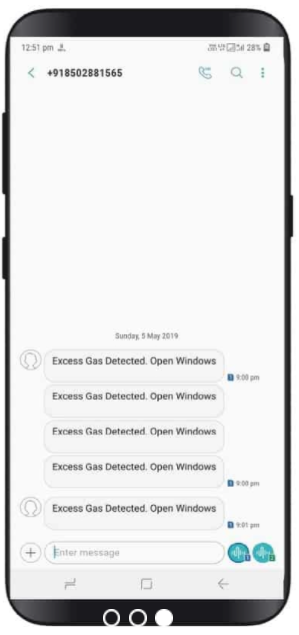 12:51 pm
28%
+918502881565
Sunday, 5 May 2019
Excess Gas Detected. Open Windows
9:00 pm
Excess Gas Detected. Open Windows
Excess Gas Detected. Open Windows
Excess Gas Detected. Open Windows
9:00 pm
Excess Gas Detected. Open Windows
9:01 pm
Enter message